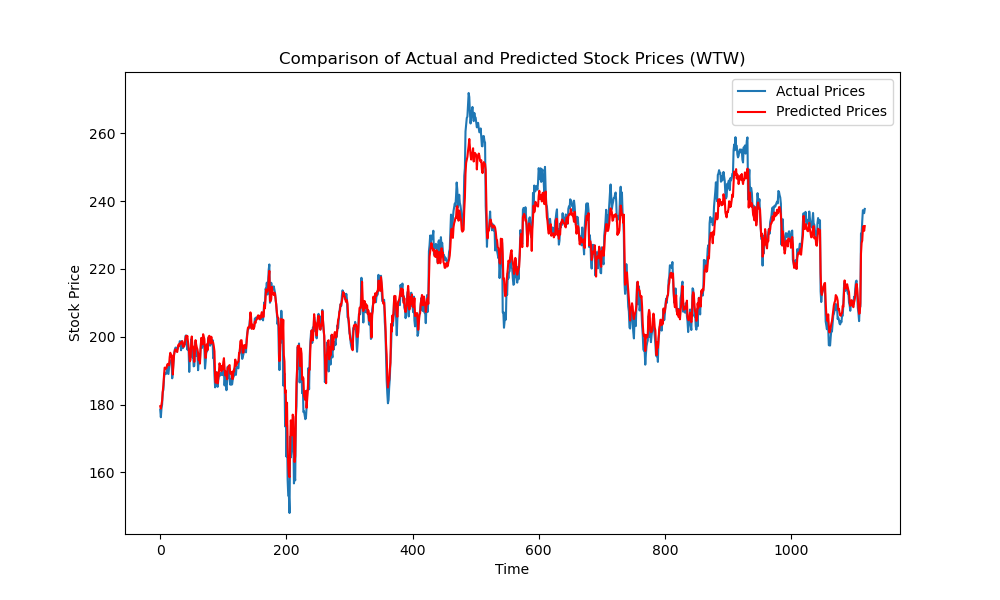 Comparison of Actual and Predicted Stock Prices (WTW)
Actual Prices
Predicted Prices
260
240
220
200
180
160
Stock Price
0 200 400 600 800 1000
Time